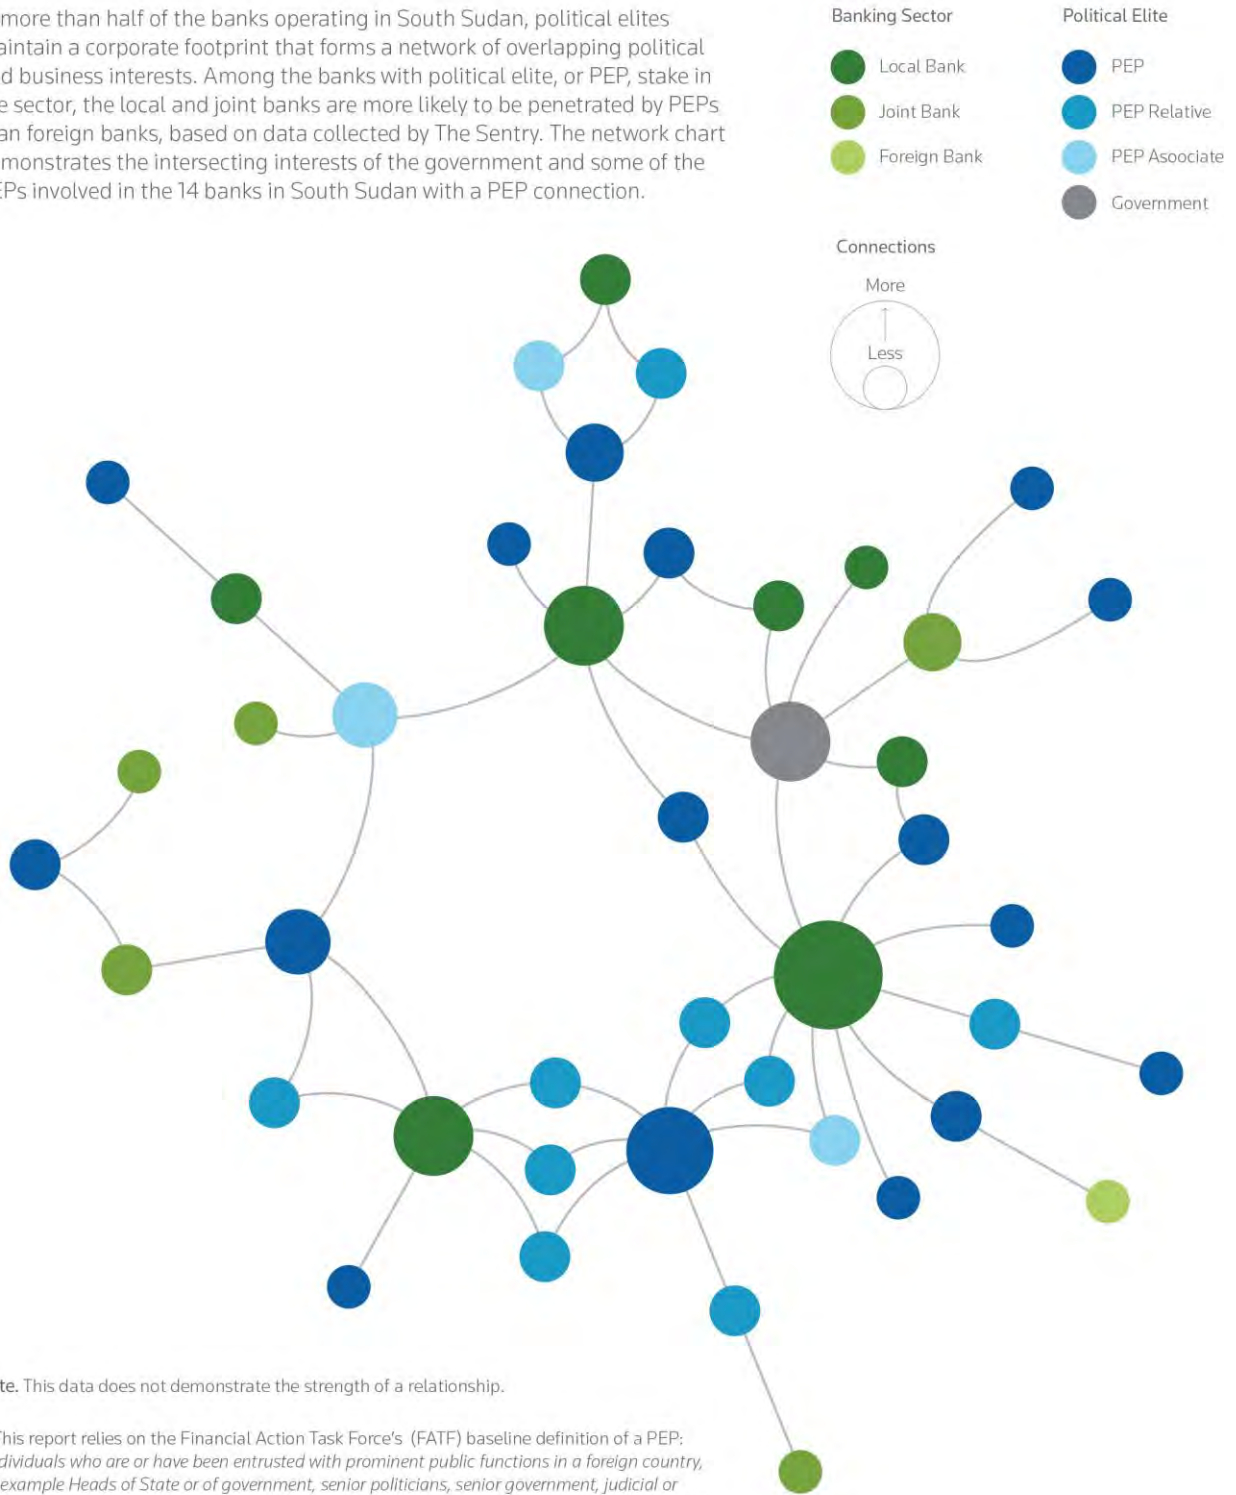 more than half of the banks operating in South Sudan, political elites
aintain a corporate footprint that forms a network of overlapping political
d business interests. Among the banks with political elite, or PEP, stake in
e sector, the local and joint banks are more likely to be penetrated by PEPs
an foreign banks, based on data collected by The Sentry. The network chart
monstrates the intersecting interests of the government and some of the
EPs involved in the 14 banks in South Sudan with a PEP connection.
Banking Sector
Local Bank
Joint Bank
Foreign Bank
Political Elite
PEP
PEP Relative
PEP Asoociate
Government
Connections
More
Less
te. This data does not demonstrate the strength of a relationship.
This report relies on the Financial Action Task Force's (FATF) baseline definition of a PEP:
dividuals who are or have been entrusted with prominent public functions in a foreign country,
example Heads of State or of government, senior politicians, senior government, judicial or